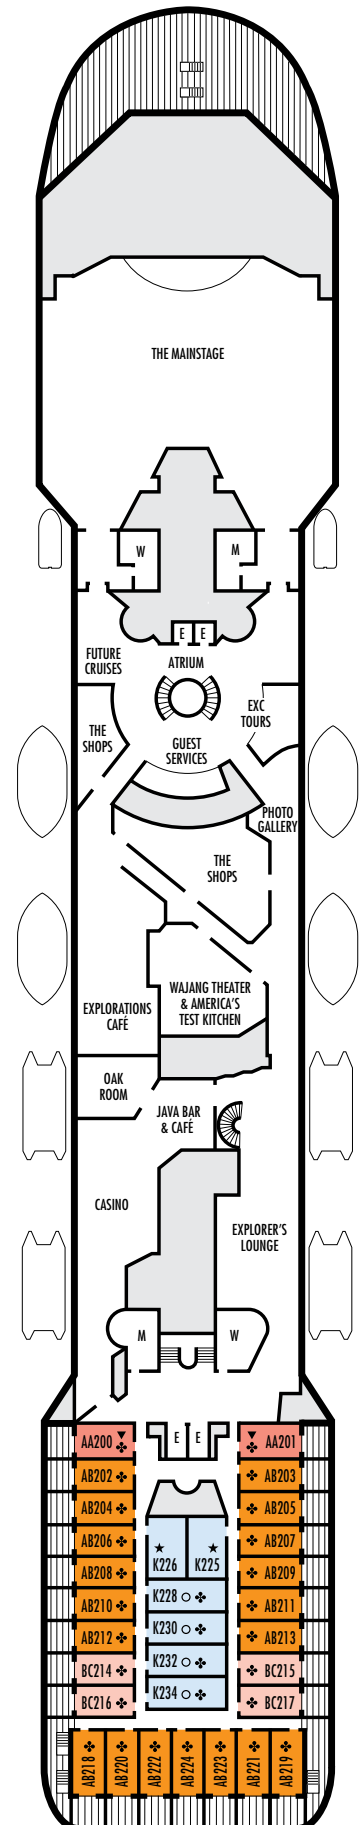 THE MAINSTAGE
W
M
E
E
FUTURE
CRUISES
ATRIUM
EXC
TOURS
THE
SHOPS
GUEST
SERVICES
PHOTO
GALLERY
THE
SHOPS
WAJANG THEATER
& AMERICA'S
TEST KITCHEN
EXPLORATIONS
CAFÉ
OAK
ROOM
JAVA BAR
& CAFÉ
CASINO
EXPLORER'S
LOUNGE
M
W
E
E
AA200
AA201
AB202
AB203
AB204
AB205
AB206
AB207
K226
K225
AB208
AB209
K228
AB210
AB211
K230
AB212
AB213
K232
BC214
BC215
K234
BC216
BC217
AB218
AB220
AB222
AB224
AB223
AB221
AB219